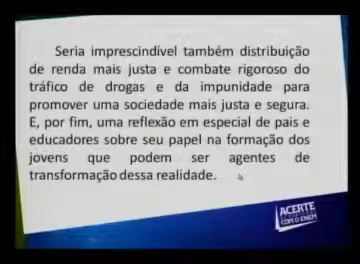 Seria imprescindível também distribuição
de renda mais justa e combate rigoroso do
tráfico de drogas e da impunidade para
promover uma sociedade mais justa e segura.
E, por fim, uma reflexão em especial de pais e
educadores sobre seu papel na formação dos
jovens que podem ser agentes de
transformação dessa realidade.
ACERTE
COM O ENEM